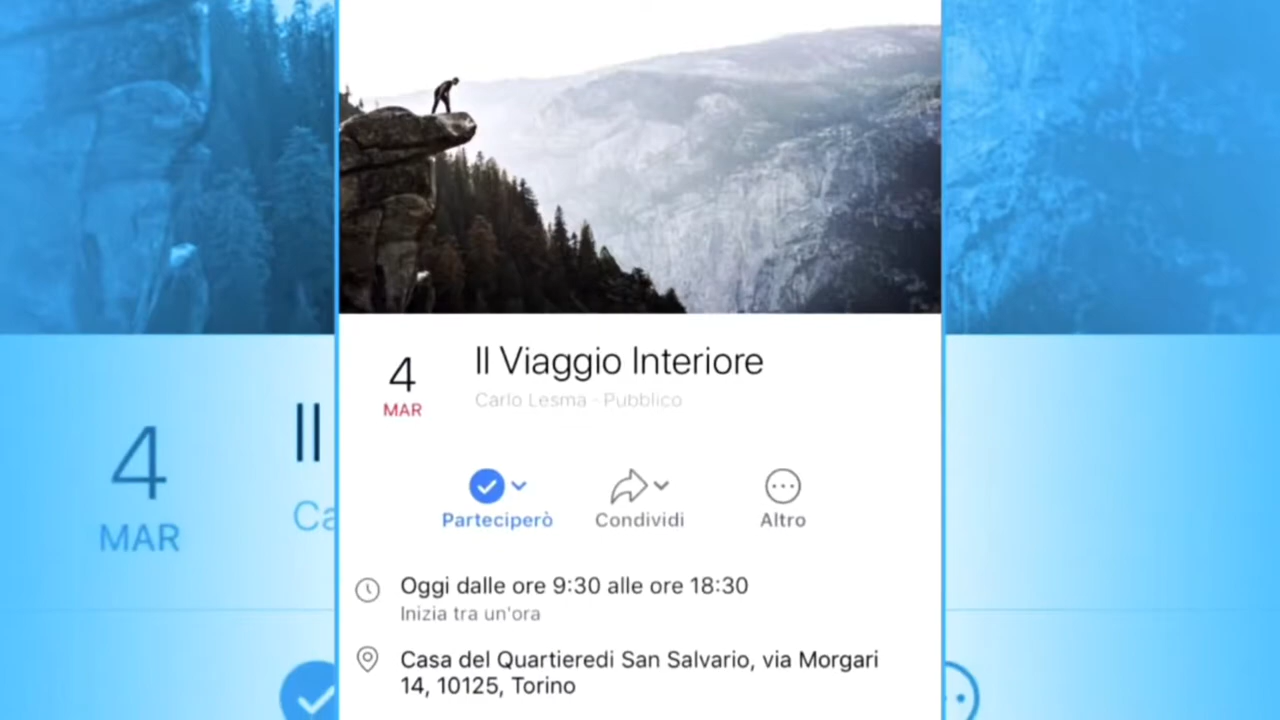 4
MAR
Il Viaggio Interiore
Carlo Lesma · Pubblico
Parteciperò
Condividi
Altro
Oggi dalle ore 9:30 alle ore 18:30
Inizia tra un'ora
Casa del Quartieredi San Salvario, via Morgari
14, 10125, Torino
4
MAR
Il
Ca